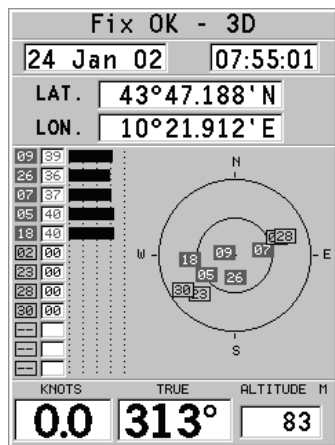 Fix OK - 3D
24 Jan 02 07:55:01
LAT. 43°47.188'N
LON. 10°21.912'E
09 39
26 36
07 37
05 40
18 40
02 00
23 00
28 00
30 00
--
--
--
N
W
E
S
28
07
09
18
05
26
30
23
KNOTS TRUE ALTITUDE M
0.0 313° 83